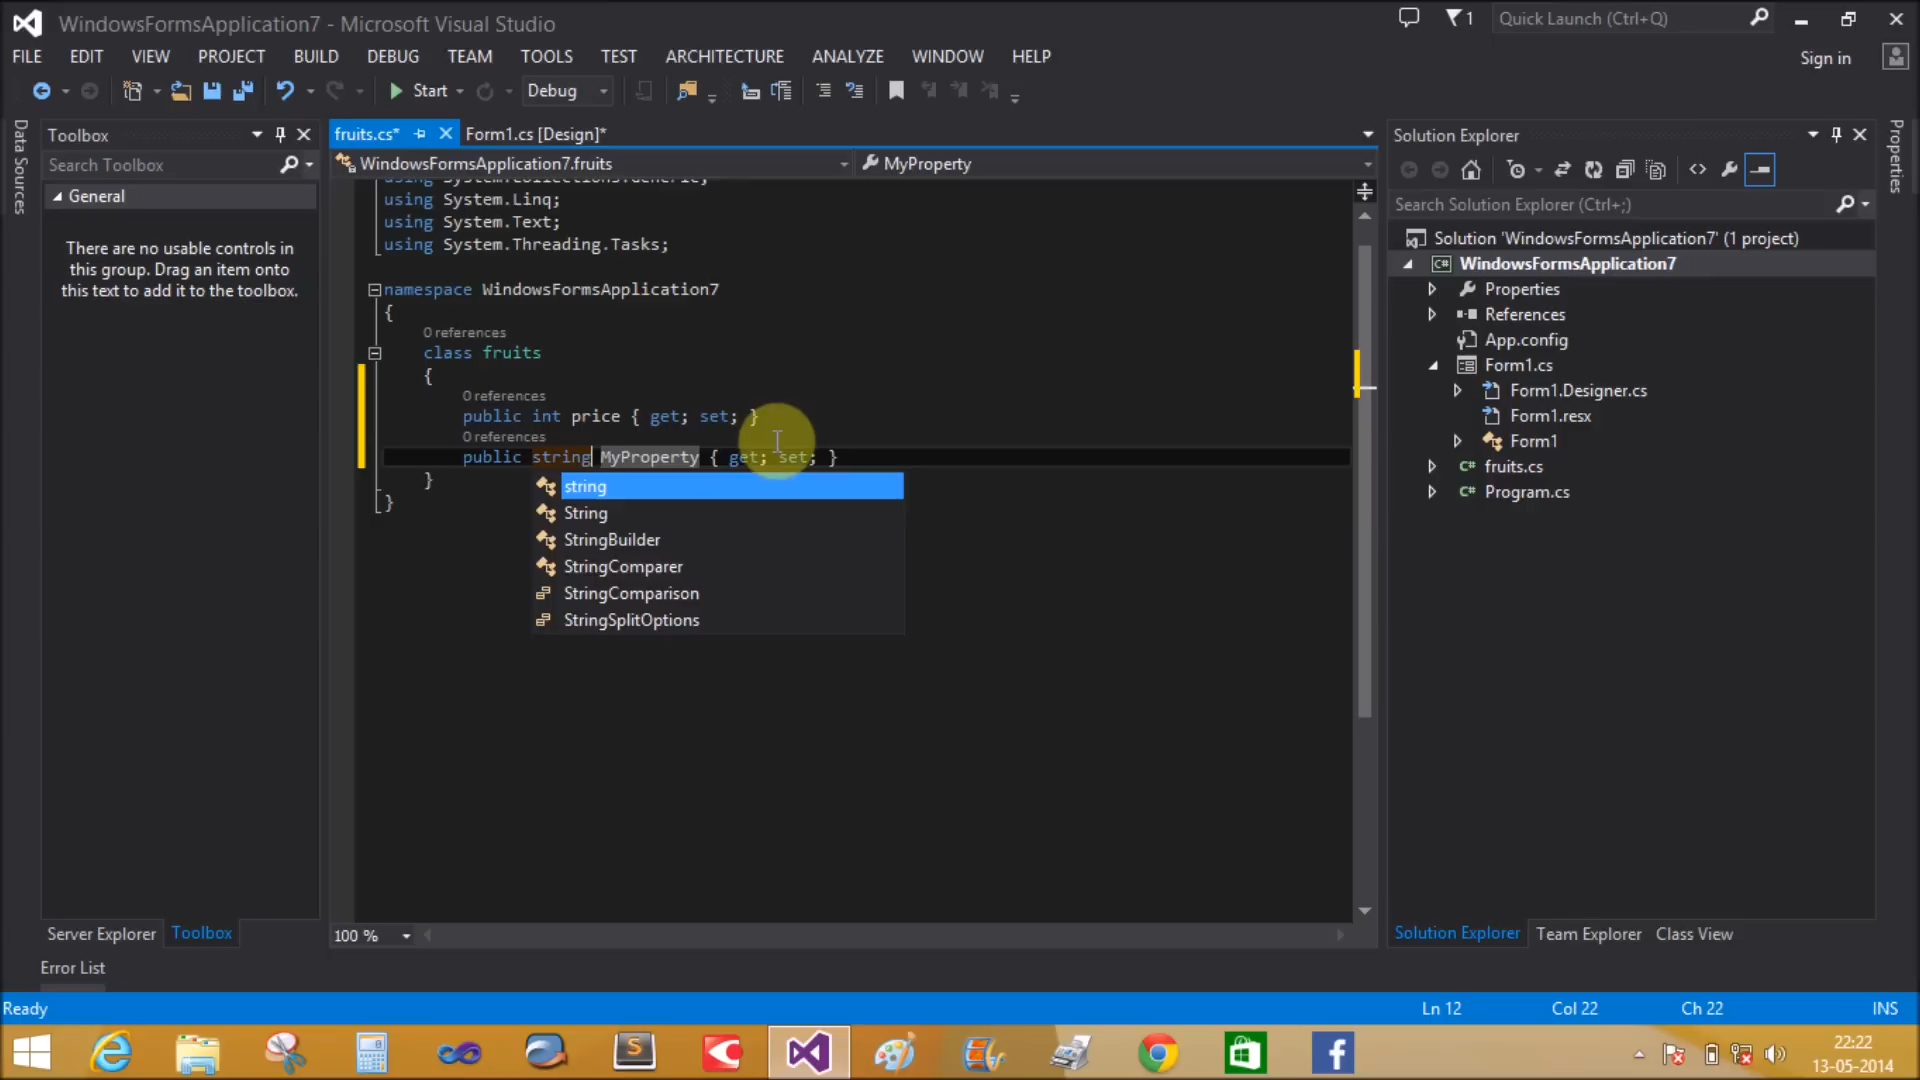 WindowsFormsApplication7 - Microsoft Visual Studio
1
Quick Launch (Ctrl+Q)
FILE EDIT VIEW PROJECT BUILD DEBUG TEAM TOOLS TEST ARCHITECTURE ANALYZE WINDOW HELP
Sign in
Start
Debug
Data Sources
Toolbox
Search Toolbox
General
There are no usable controls in
this group. Drag an item onto
this text to add it to the toolbox.
Server Explorer
Toolbox
fruits.cs*
Form1.cs [Design]*
WindowsFormsApplication7.fruits
MyProperty
using System.Collections.Generic;
using System.Linq;
using System.Text;
using System.Threading.Tasks;
namespace WindowsFormsApplication7
{
0 references
class fruits
{
0 references
public int price { get; set; }
0 references
public string MyProperty { get; set; }
}
}
string
String
StringBuilder
StringComparer
StringComparison
StringSplitOptions
100 %
Solution Explorer
Search Solution Explorer (Ctrl+;)
Solution 'WindowsFormsApplication7' (1 project)
C# WindowsFormsApplication7
Properties
References
App.config
Form1.cs
Form1.Designer.cs
Form1.resx
Form1
C# fruits.cs
C# Program.cs
Solution Explorer
Team Explorer
Class View
Properties
Error List
Ready
Ln 12
Col 22
Ch 22
INS
S
22:22
13-05-2014